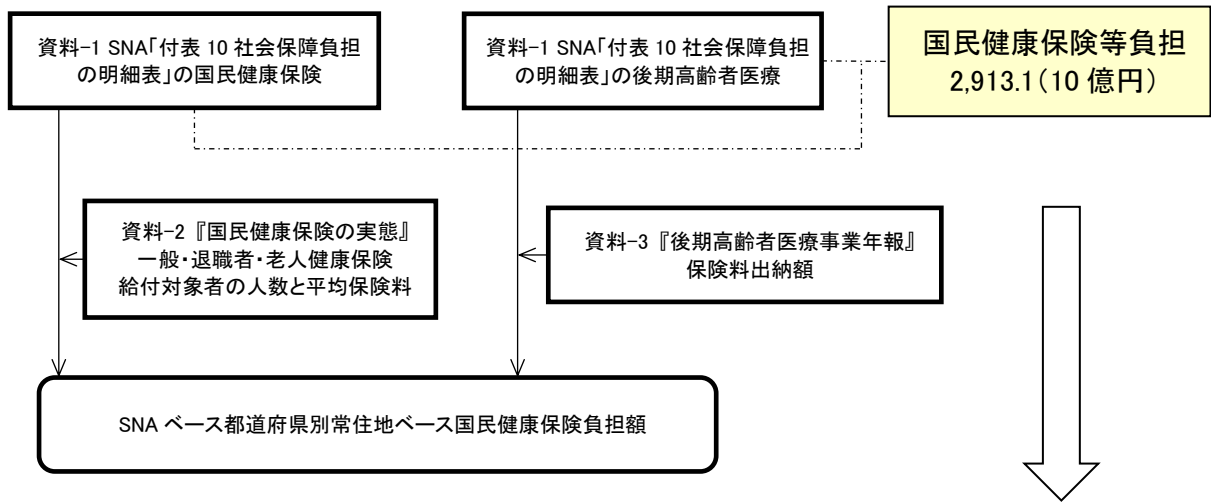 資料-1 SNA「付表 10 社会保障負担
の明細表」の国民健康保険
資料-1 SNA「付表 10 社会保障負担
の明細表」の後期高齢者医療
国民健康保険等負担
2,913.1(10 億円)
資料-2 『国民健康保険の実態』
一般・退職者・老人健康保険
給付対象者の人数と平均保険料
資料-3 『後期高齢者医療事業年報』
保険料出納額
SNA ベース都道府県別常住地ベース国民健康保険負担額